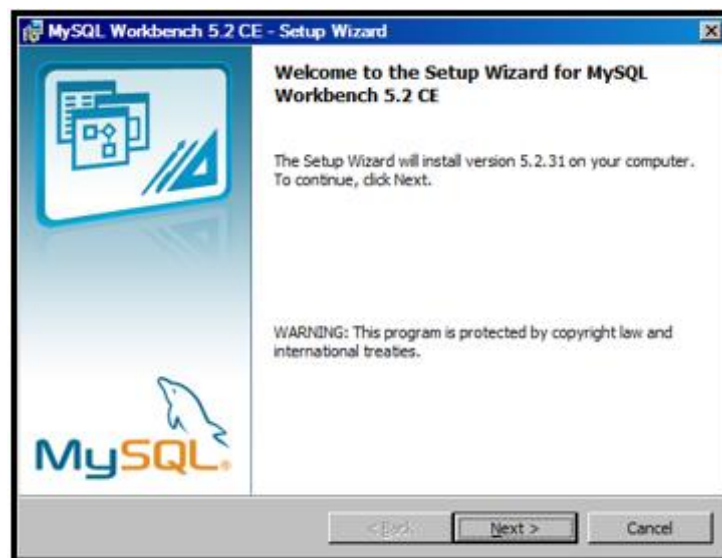 MySQL Workbench 5.2 CE - Setup Wizard
Welcome to the Setup Wizard for MySQL
Workbench 5.2 CE
The Setup Wizard will install version 5.2.31 on your computer.
To continue, click Next.
WARNING: This program is protected by copyright law and
international treaties.
MySQL®
< Back Next > Cancel